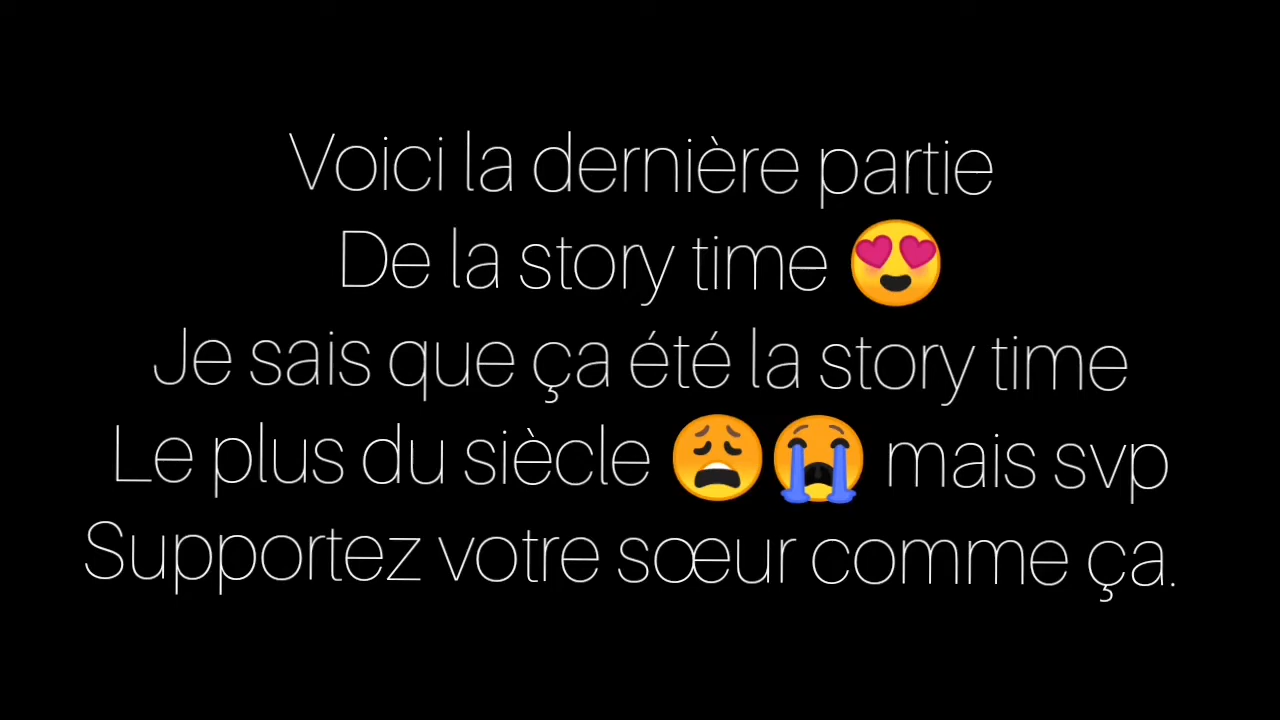 Voici la dernière partie
De la story time 😍
Je sais que ça été la story time
Le plus du siècle 😩😭 mais svp
Supportez votre sœur comme ça.